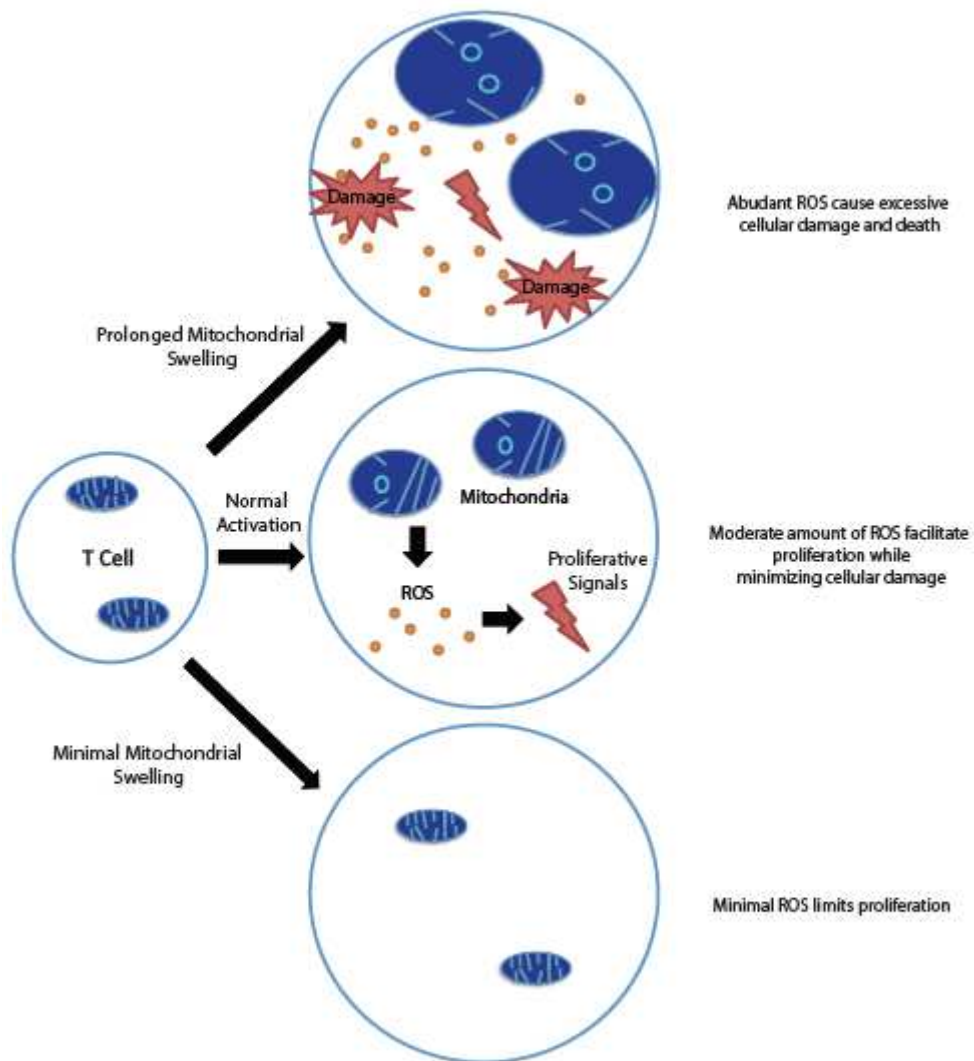 Damage
Damage
Abudant ROS cause excessive
cellular damage and death
Prolonged Mitochondrial
Swelling
T Cell
Normal
Activation
Mitochondria
ROS
Proliferative
Signals
Moderate amount of ROS facilitate
proliferation while
minimizing cellular damage
Minimal Mitochondrial
Swelling
Minimal ROS limits proliferation